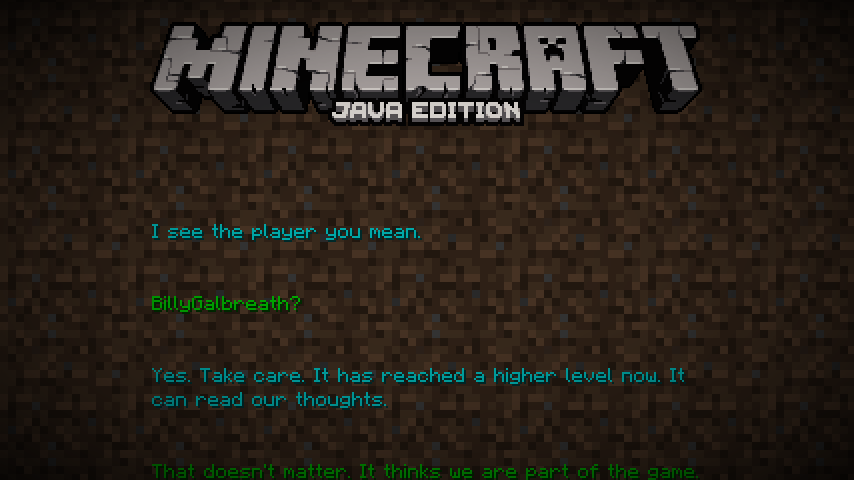 MINECRAFT
JAVA EDITION
I see the player you mean.
BillyGalbreath?
Yes. Take care. It has reached a higher level now. It
can read our thoughts.
That doesn't matter. It thinks we are part of the game.